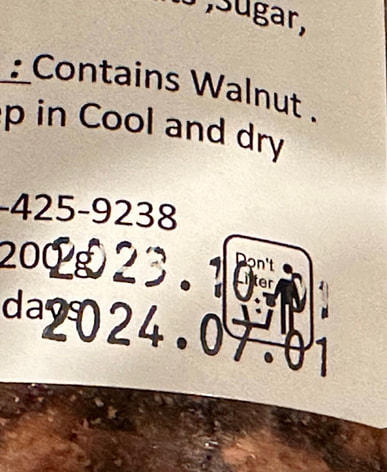 ,Sugar,
: Contains Walnut .
p in Cool and dry
-425-9238
200g
2023.10
Don't
Litter
days
2024.07.01